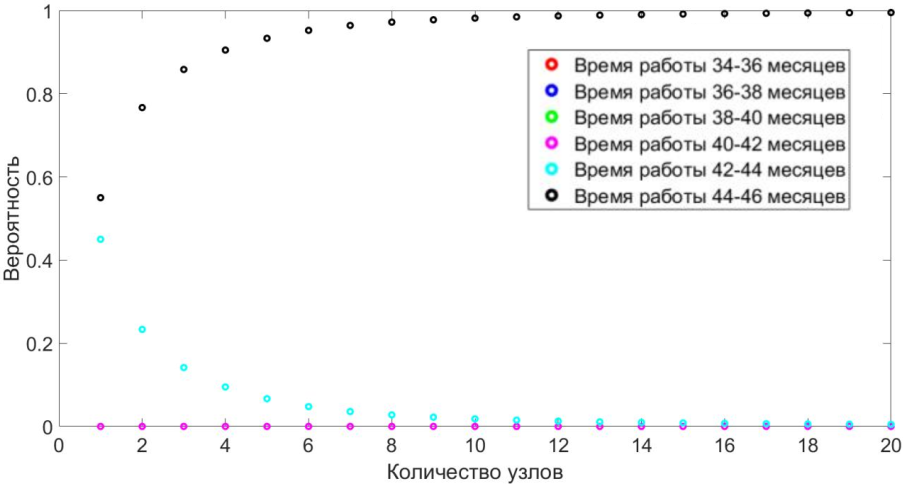 1
0.8
0.6
0.4
0.2
0
Вероятность
Время работы 34-36 месяцев
Время работы 36-38 месяцев
Время работы 38-40 месяцев
Время работы 40-42 месяцев
Время работы 42-44 месяцев
Время работы 44-46 месяцев
0 2 4 6 8 10 12 14 16 18 20
Количество узлов